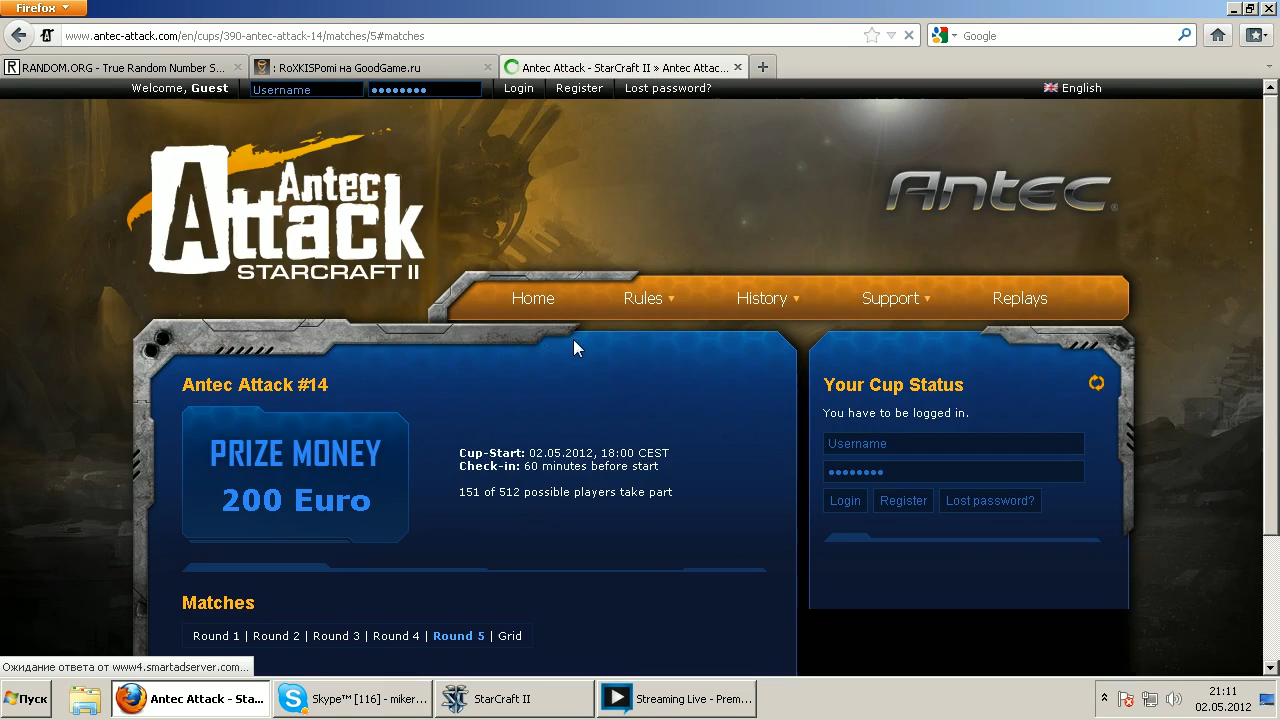 Firefox
www.antec-attack.com/en/cups/390-antec-attack-14/matches/5#matches
Google
RANDOM.ORG - True Random Number S...
: RoXKISPomi на GoodGame.ru
Antec Attack - StarCraft II » Antec Attac...
Welcome, Guest
Username
Login
Register
Lost password?
English
Antec
Attack
STARCRAFT II
Antec
Home
Rules
History
Support
Replays
Antec Attack #14
PRIZE MONEY
200 Euro
Cup-Start: 02.05.2012, 18:00 CEST
Check-in: 60 minutes before start
151 of 512 possible players take part
Matches
Round 1 | Round 2 | Round 3 | Round 4 | Round 5 | Grid
Your Cup Status
You have to be logged in.
Username
Login
Register
Lost password?
Ожидание ответа от www4.smartadserver.com...
Пуск
Antec Attack - Sta...
Skype™ [116] - miker...
StarCraft II
Streaming Live - Pren...
21:11
02.05.2012